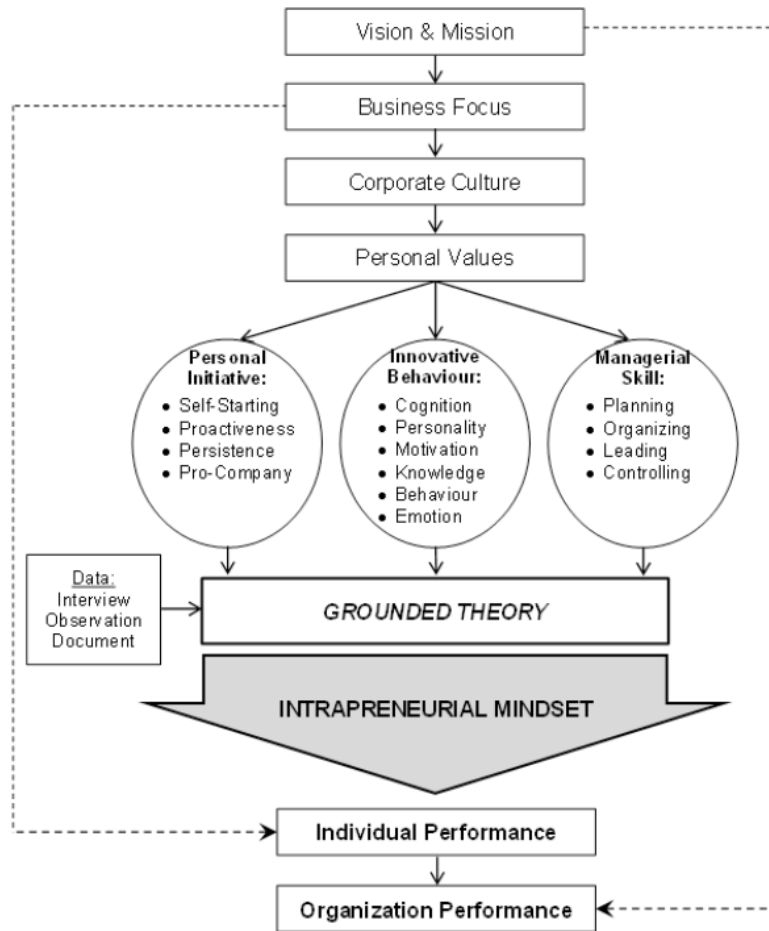 Vision & Mission
Business Focus
Corporate Culture
Personal Values
Personal
Initiative:
• Self-Starting
• Proactiveness
• Persistence
• Pro-Company
Innovative
Behaviour:
• Cognition
• Personality
• Motivation
• Knowledge
• Behaviour
• Emotion
Managerial
Skill:
• Planning
• Organizing
• Leading
• Controlling
Data:
Interview
Observation
Document
GROUNDED THEORY
INTRAPRENEURIAL MINDSET
Individual Performance
Organization Performance